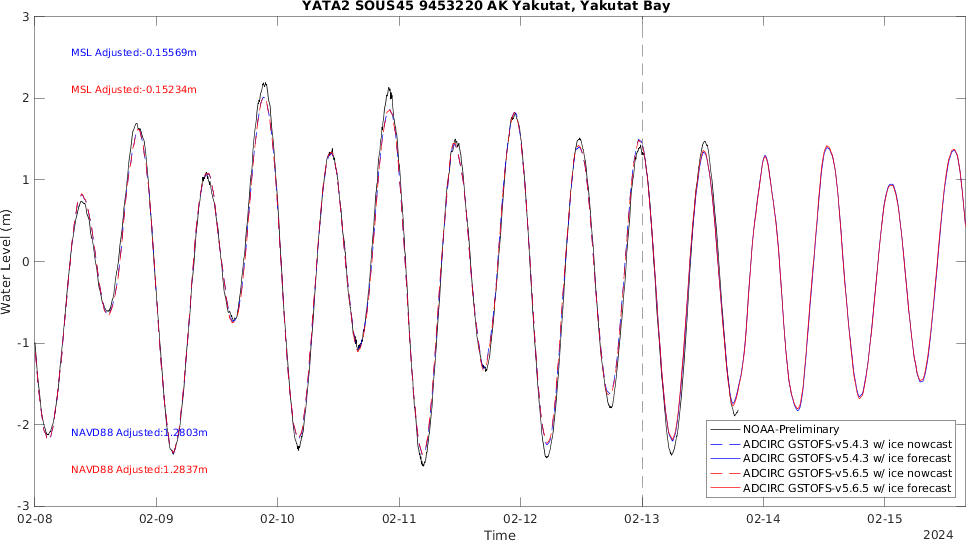 YATA2 SOUS45 9453220 AK Yakutat, Yakutat Bay
3
2
1
0
-1
-2
-3
Water Level (m)
MSL Adjusted:-0.15569m
MSL Adjusted:-0.15234m
NAVD88 Adjusted:1.2803m
NAVD88 Adjusted:1.2837m
NOAA-Preliminary
ADCIRC GSTOFS-v5.4.3 w/ ice nowcast
ADCIRC GSTOFS-v5.4.3 w/ ice forecast
ADCIRC GSTOFS-v5.6.5 w/ ice nowcast
ADCIRC GSTOFS-v5.6.5 w/ ice forecast
02-08 02-09 02-10 02-11 02-12 02-13 02-14 02-15
Time
2024